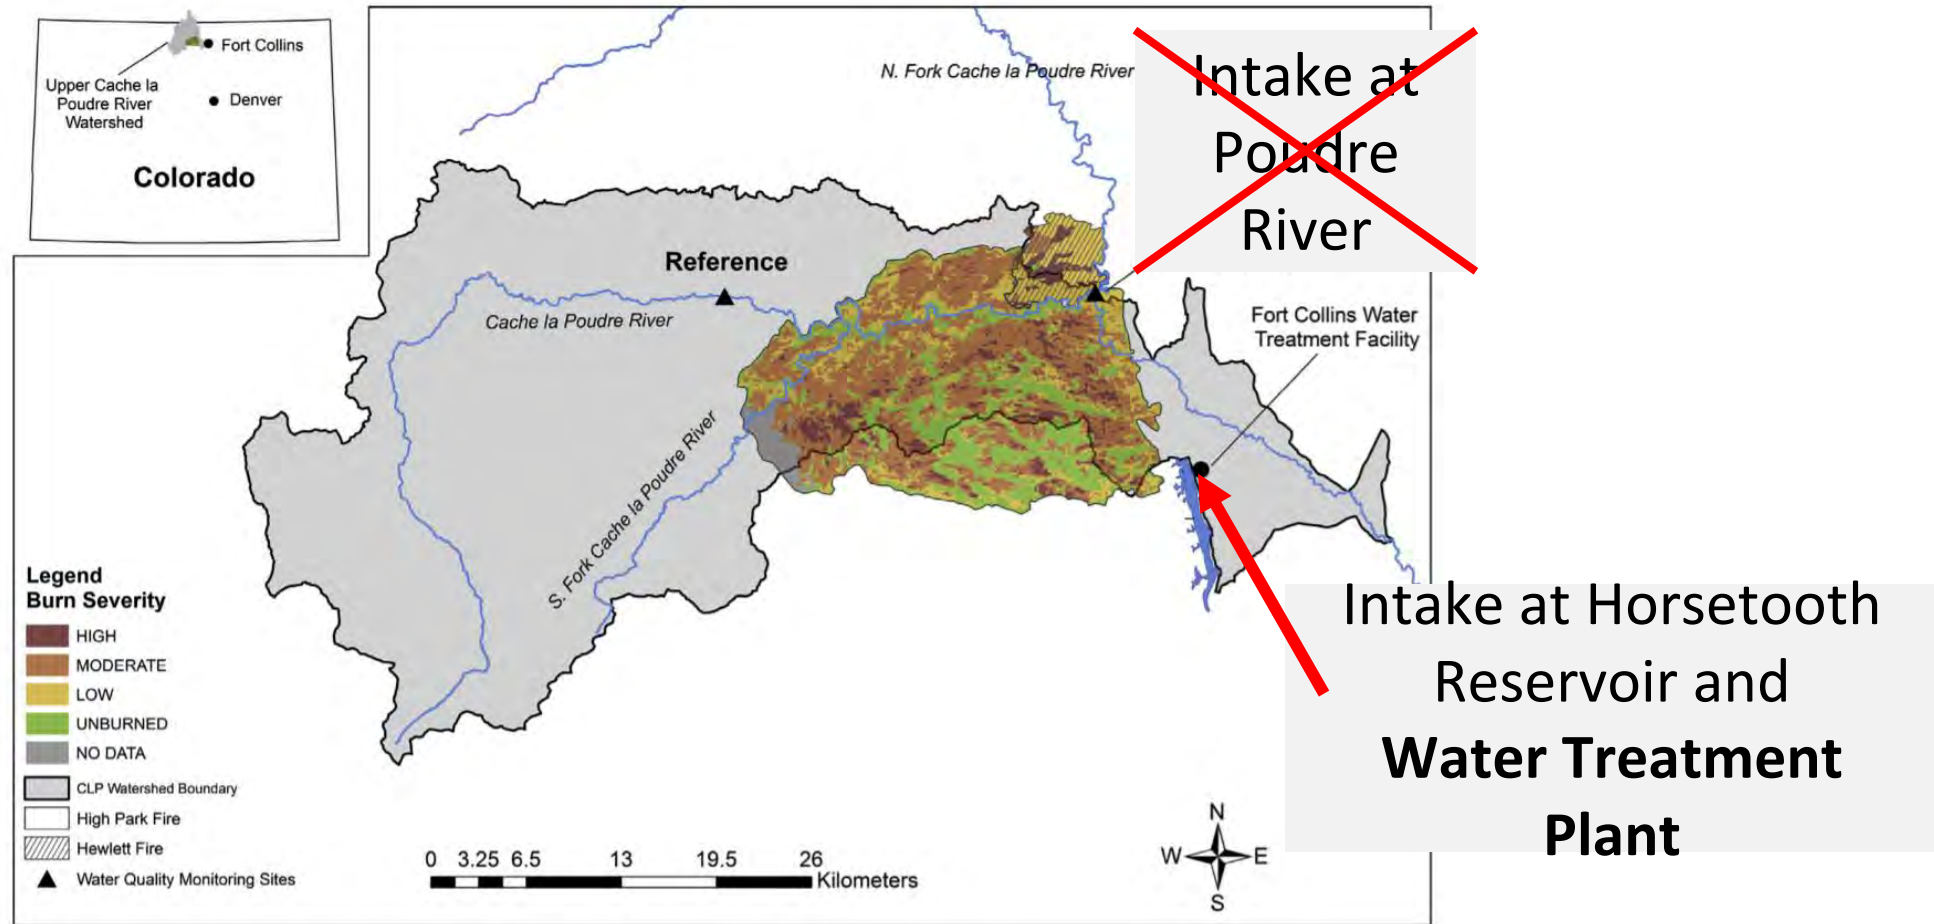 Fort Collins
Upper Cache la
Poudre River
Watershed
Denver
Colorado
N. Fork Cache la Poudre River
Intake at
Poudre
River
Reference
Cache la Poudre River
Fort Collins Water
Treatment Facility
S. Fork Cache la Poudre River
Intake at Horsetooth
Reservoir and
Water Treatment
Plant
Legend
Burn Severity
HIGH
MODERATE
LOW
UNBURNED
NO DATA
CLP Watershed Boundary
High Park Fire
Hewlett Fire
Water Quality Monitoring Sites
0 3.25 6.5 13 19.5 26
Kilometers
N
W E
S